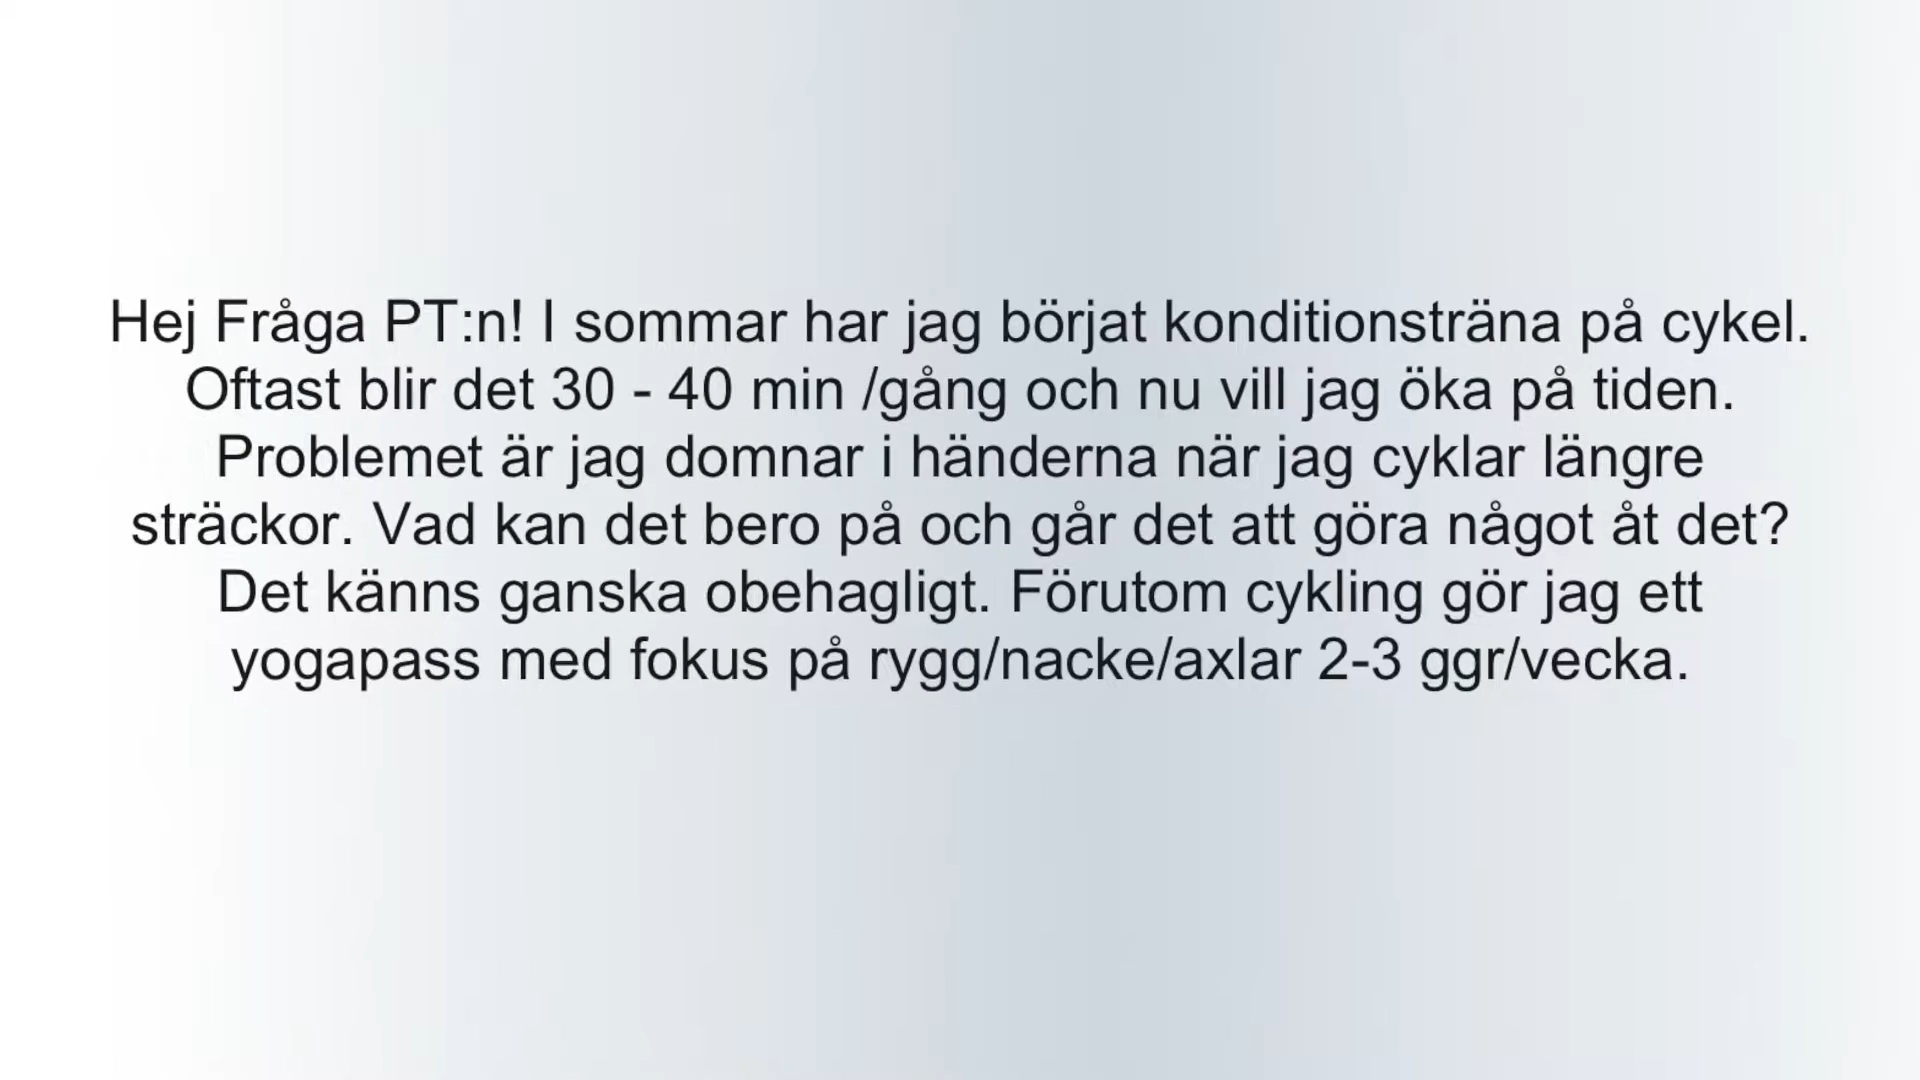 Hej Fråga PT:n! I sommar har jag börjat konditionsträna på cykel.
Oftast blir det 30 - 40 min /gång och nu vill jag öka på tiden.
Problemet är jag domnar i händerna när jag cyklar längre
sträckor. Vad kan det bero på och går det att göra något åt det?
Det känns ganska obehagligt. Förutom cykling gör jag ett
yogapass med fokus på rygg/nacke/axlar 2-3 ggr/vecka.